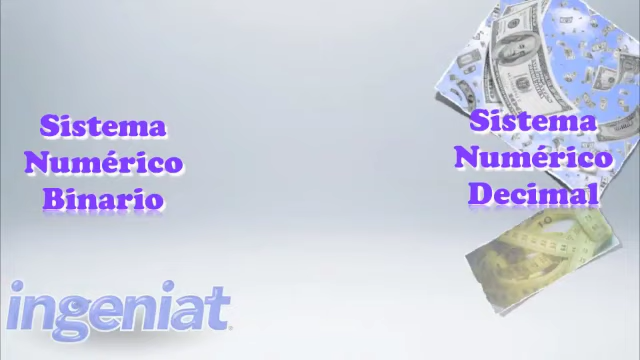 Sistema
Numérico
Binario
Sistema
Numérico
Decimal
ingeniat